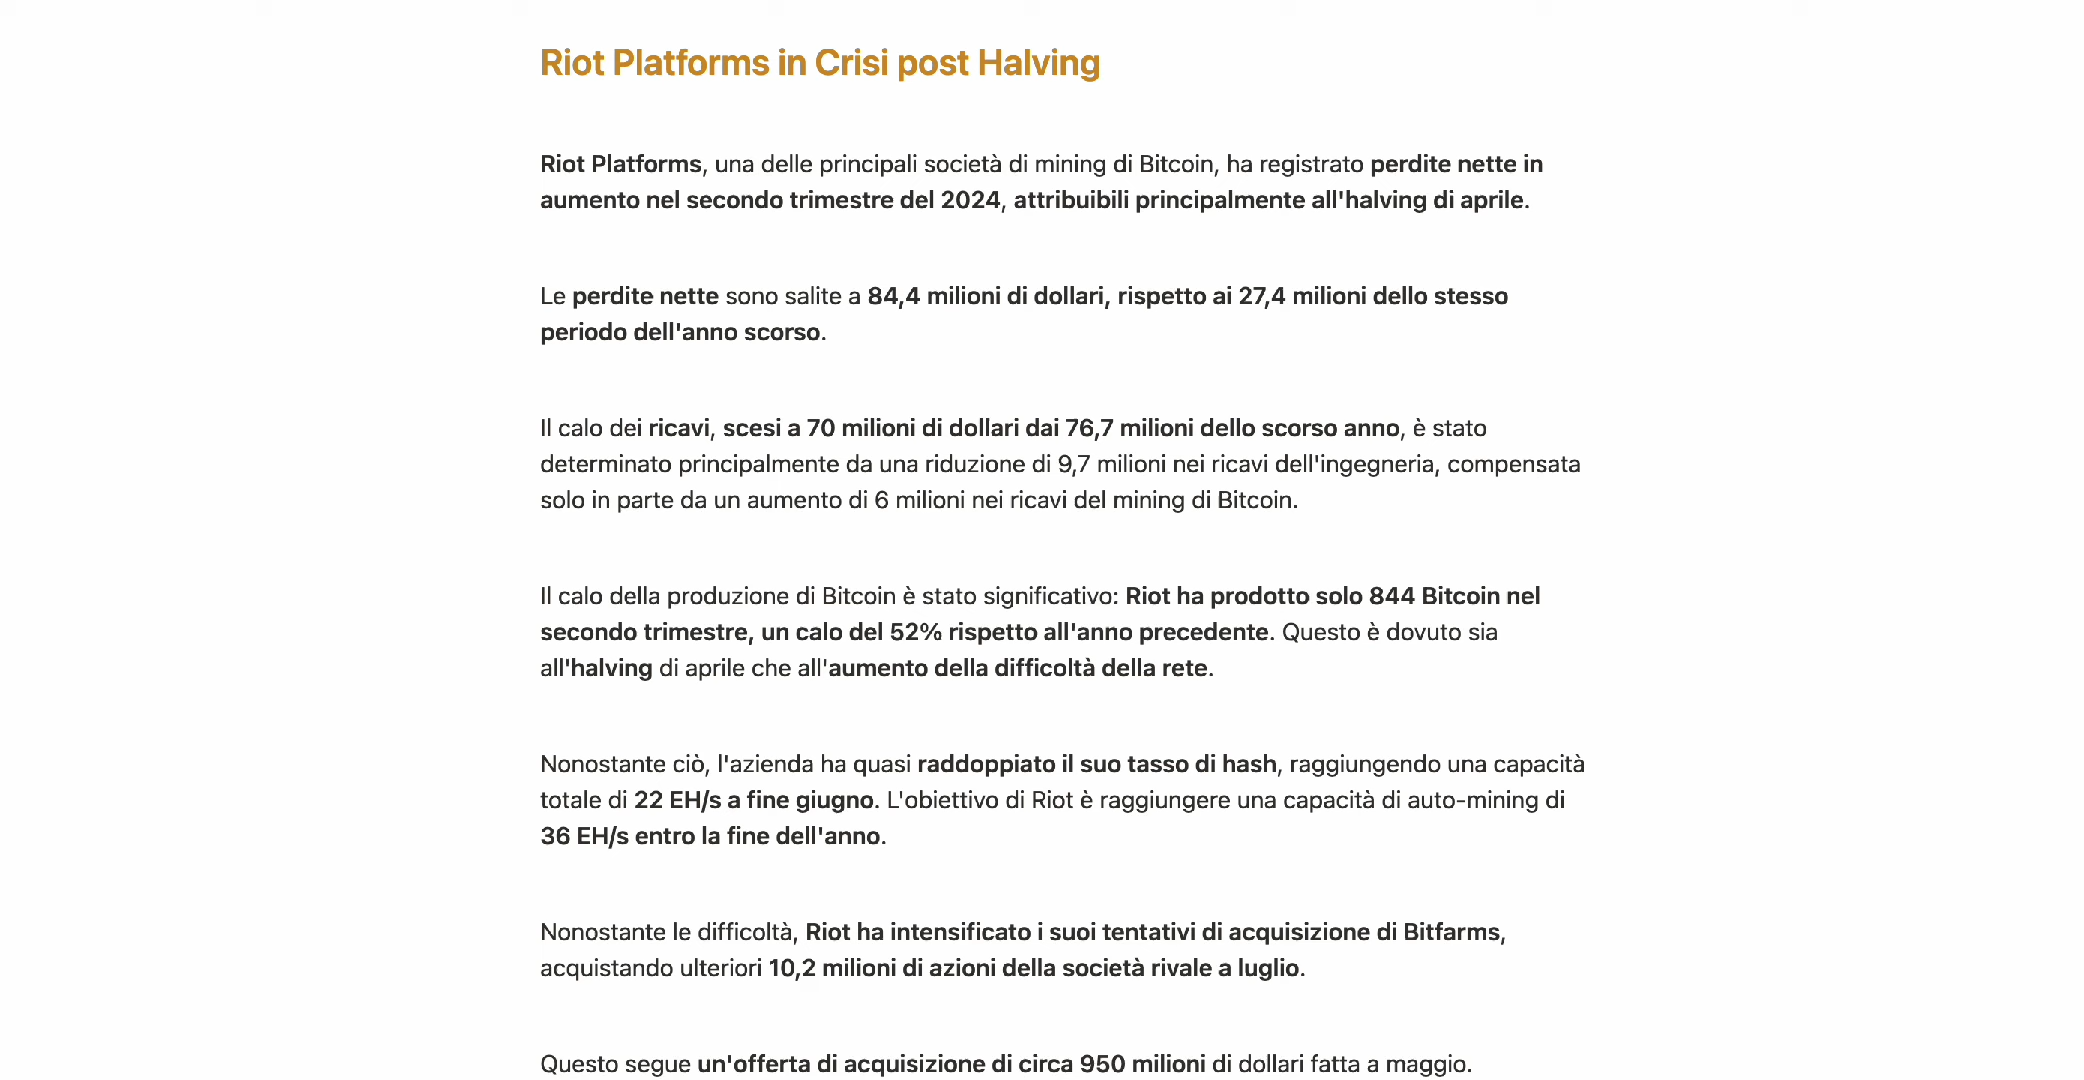 Riot Platforms in Crisi post Halving
Riot Platforms, una delle principali società di mining di Bitcoin, ha registrato perdite nette in
aumento nel secondo trimestre del 2024, attribuibili principalmente all'halving di aprile.
Le perdite nette sono salite a 84,4 milioni di dollari, rispetto ai 27,4 milioni dello stesso
periodo dell'anno scorso.
Il calo dei ricavi, scesi a 70 milioni di dollari dai 76,7 milioni dello scorso anno, è stato
determinato principalmente da una riduzione di 9,7 milioni nei ricavi dell'ingegneria, compensata
solo in parte da un aumento di 6 milioni nei ricavi del mining di Bitcoin.
Il calo della produzione di Bitcoin è stato significativo: Riot ha prodotto solo 844 Bitcoin nel
secondo trimestre, un calo del 52% rispetto all'anno precedente. Questo è dovuto sia
all'halving di aprile che all'aumento della difficoltà della rete.
Nonostante ciò, l'azienda ha quasi raddoppiato il suo tasso di hash, raggiungendo una capacità
totale di 22 EH/s a fine giugno. L'obiettivo di Riot è raggiungere una capacità di auto-mining di
36 EH/s entro la fine dell'anno.
Nonostante le difficoltà, Riot ha intensificato i suoi tentativi di acquisizione di Bitfarms,
acquistando ulteriori 10,2 milioni di azioni della società rivale a luglio.
Questo segue un'offerta di acquisizione di circa 950 milioni di dollari fatta a maggio.